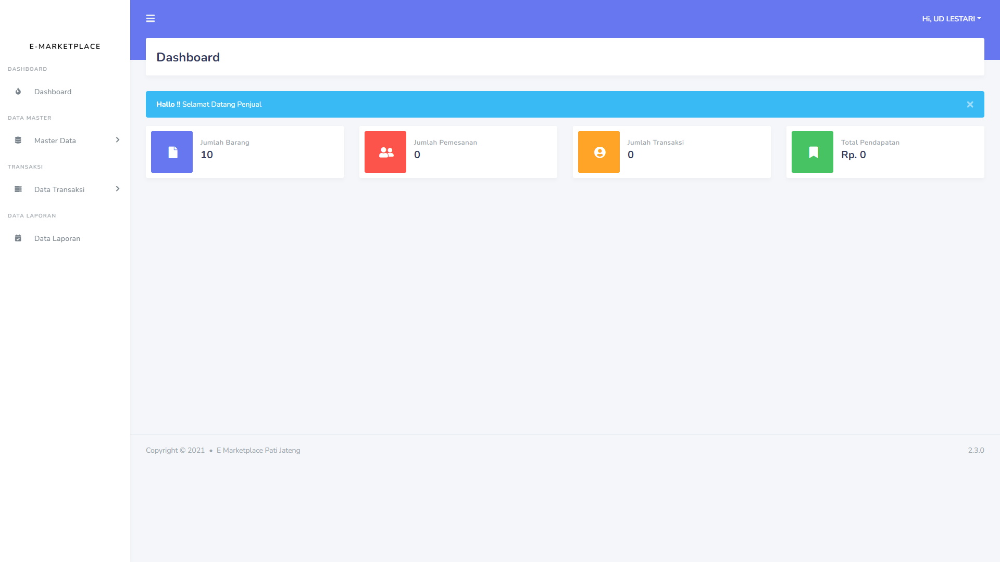 E-MARKETPLACE
DASHBOARD
Dashboard
DATA MASTER
Master Data
TRANSAKSI
Data Transaksi
DATA LAPORAN
Data Laporan
Hi, UD LESTARI
Dashboard
Hallo !! Selamat Datang Penjual
Jumlah Barang
10
Jumlah Pemesanan
0
Jumlah Transaksi
0
Total Pendapatan
Rp. 0
Copyright © 2021 • E Marketplace Pati Jateng
2.3.0